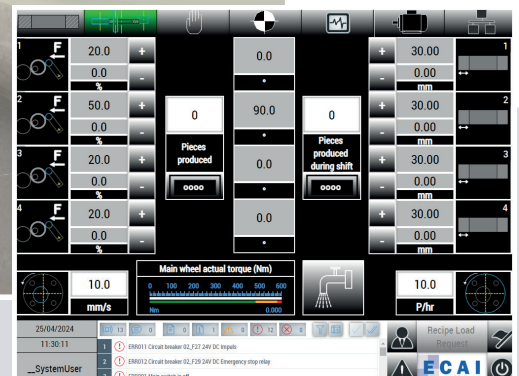 1 F 20.0 + 0.0 + 30.00 1
0.0 - ° - 0.00
% mm
2 F 50.0 + 90.0 + 30.00 2
0.0 - ° - 0.00
% mm
0 0
Pieces produced
Pieces produced during shift
0000 0000
3 F 20.0 + 0.0 + 30.00 3
0.0 - ° - 0.00
% mm
4 F 20.0 + 0.0 + 30.00 4
0.0 - ° - 0.00
% mm
10.0
mm/s
Main wheel actual torque (Nm)
0 100 200 300 400 500 600
Nm 0.000
10.0
P/hr
25/04/2024 13 0 0 1 0 12 0
11:30:11
__SystemUser
1 ERR011 Circuit breaker 02_F27 24V DC Impuls
2 ERR012 Circuit breaker 02_F29 24V DC Emergency stop relay
Recipe Load
Request
ECAI